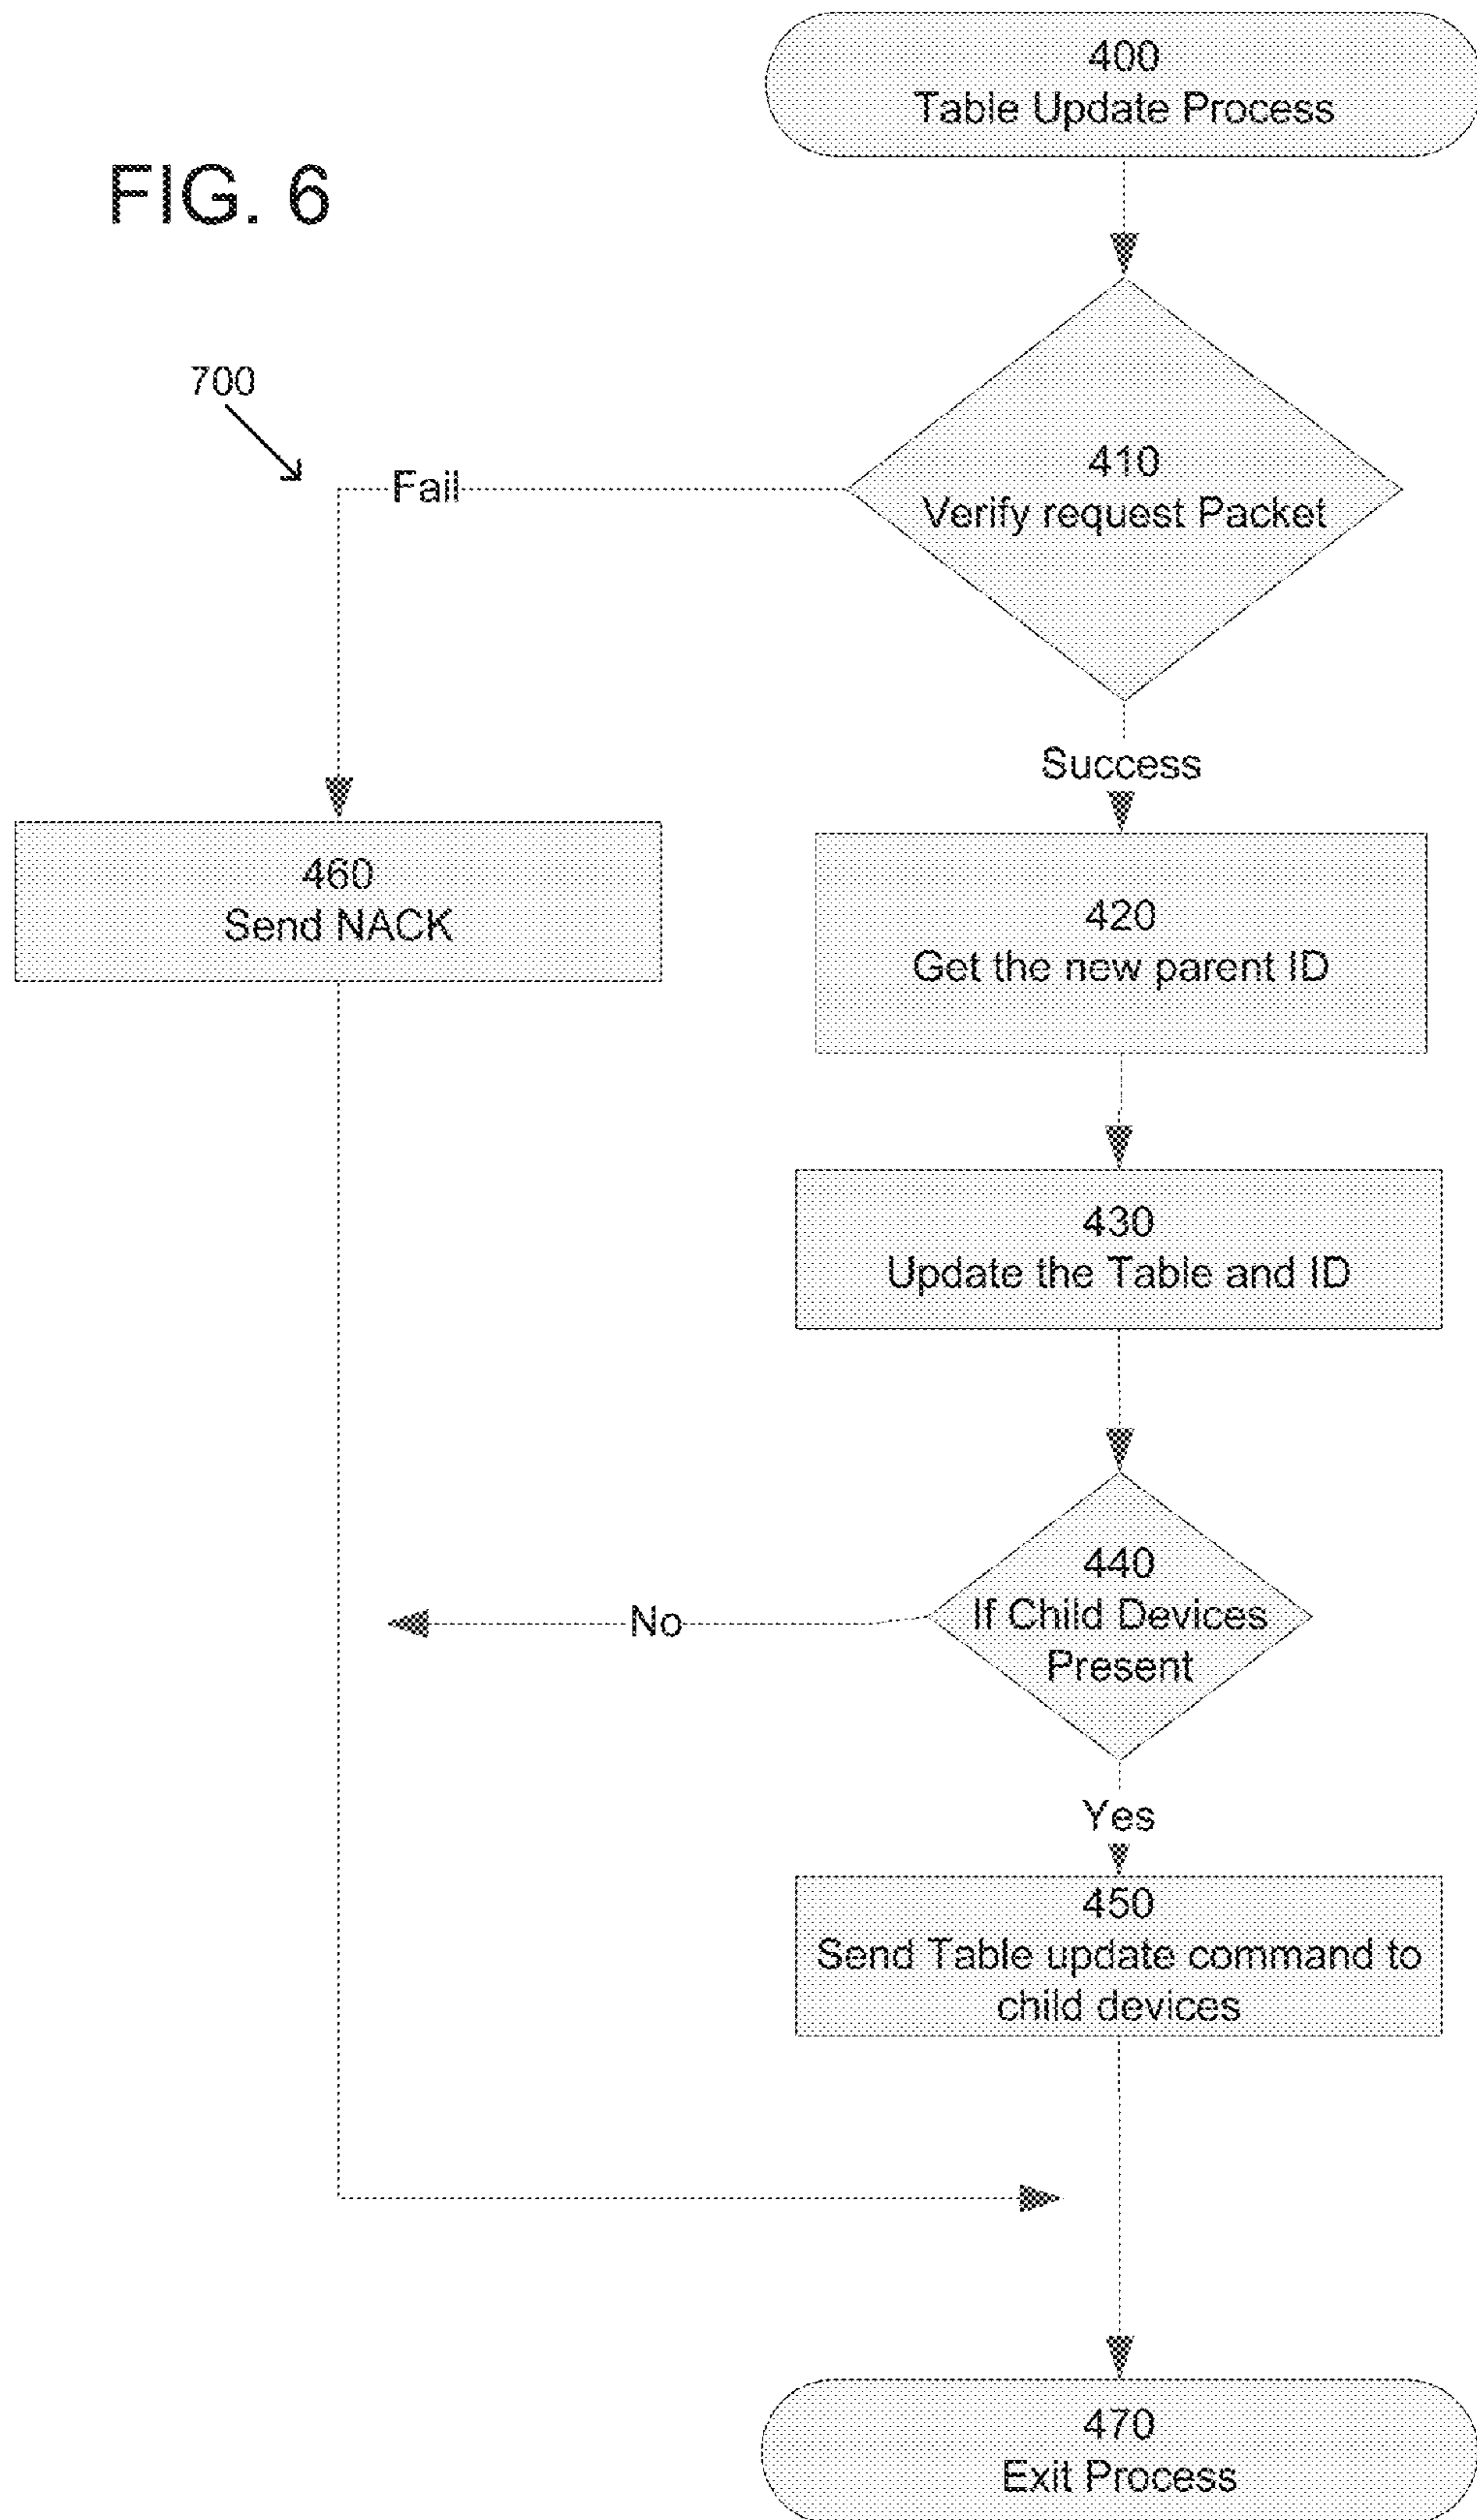 400
Table Update Process
FIG. 6
700
Fail
410
Verify request Packet
Success
460
Send NACK
420
Get the new parent ID
430
Update the Table and ID
440
If Child Devices
Present
No
Yes
450
Send Table update command to
child devices
470
Exit Process